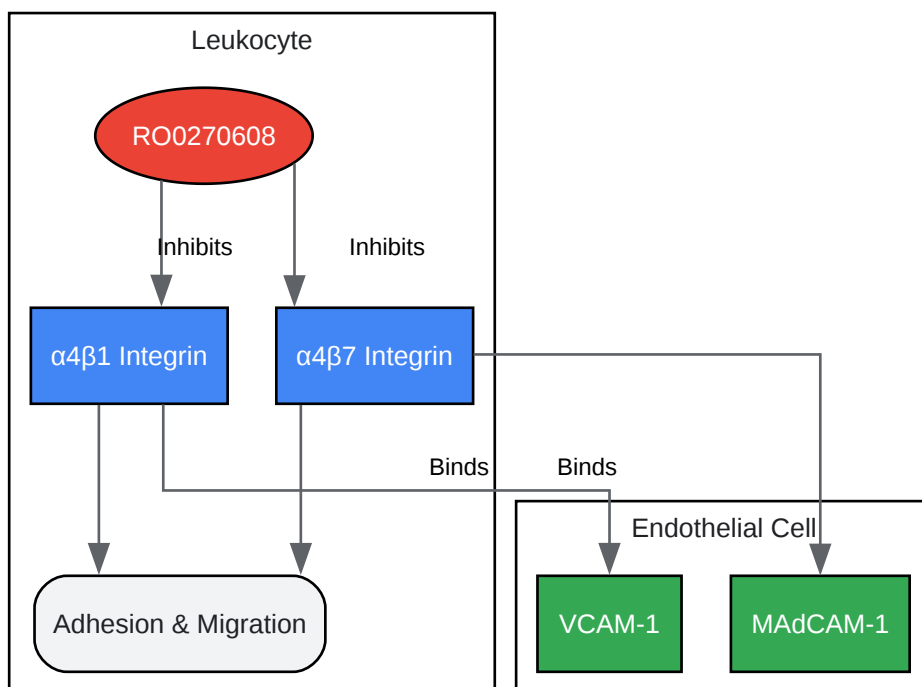 Leukocyte
RO0270608
Inhibits
Inhibits
α4β1 Integrin
α4β7 Integrin
Binds
Binds
Endothelial Cell
Adhesion & Migration
VCAM-1
MAdCAM-1